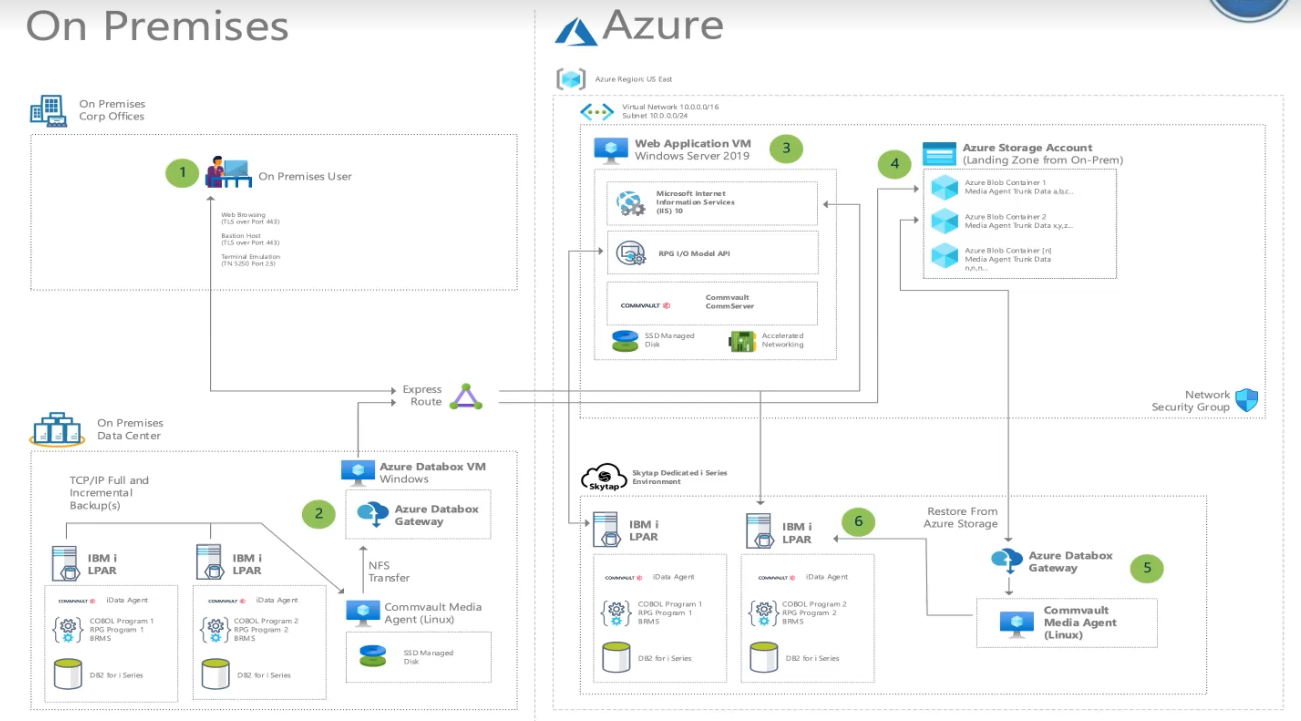 On Premises
Azure
Azure Region: US East
On Premises
Corp Offices
Virtual Network 10.0.0.0/16
Subnet 10.0.0.0/24
1
On Premises User
Web Browsing
(TLS over Port 443)
Bastion Host
(TLS over Port 443)
Terminal Emulation
(TN 5250 Port 23)
Web Application VM
Windows Server 2019
3
Microsoft Internet
Information Services
(IIS) 10
RPG I/O Model API
COMMVAULT
Commvault
CommServer
SSD Managed
Disk
Accelerated
Networking
4
Azure Storage Account
(Landing Zone from On-Prem)
Azure Blob Container 1
Media Agent Trunk Data a,b,c..
Azure Blob Container 2
Media Agent Trunk Data x,y,z...
Azure Blob Container [n]
Media Agent Trunk Data
n,n,n...
Express
Route
Network
Security Group
On Premises
Data Center
TCP/IP Full and
Incremental
Backup(s)
Azure Databox VM
Windows
2
Azure Databox
Gateway
NFS
Transfer
IBM i
LPAR
COMMVAULT
iData Agent
COBOL Program 1
RPG Program 1
BRMS
DB2 for i Series
IBM i
LPAR
COMMVAULT
iData Agent
COBOL Program 2
RPG Program 2
BRMS
DB2 for i Series
Commvault Media
Agent (Linux)
SSD Managed
Disk
Skytap
Skytap Dedicated i Series
Environment
IBM i
LPAR
COMMVAULT
iData Agent
COBOL Program 1
RPG Program 1
BRMS
DB2 for i Series
IBM i
LPAR
6
COMMVAULT
iData Agent
COBOL Program 2
RPG Program 2
BRMS
DB2 for i Series
Restore From
Azure Storage
Azure Databox
Gateway
5
Commvault
Media Agent
(Linux)